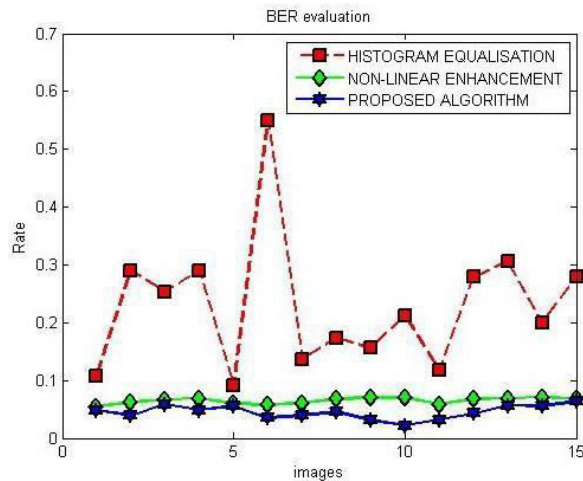 BER evaluation
0.7
0.6
0.5
0.4
0.3
0.2
0.1
0
Rate
HISTOGRAM EQUALISATION
NON-LINEAR ENHANCEMENT
PROPOSED ALGORITHM
0 5 10 15
images